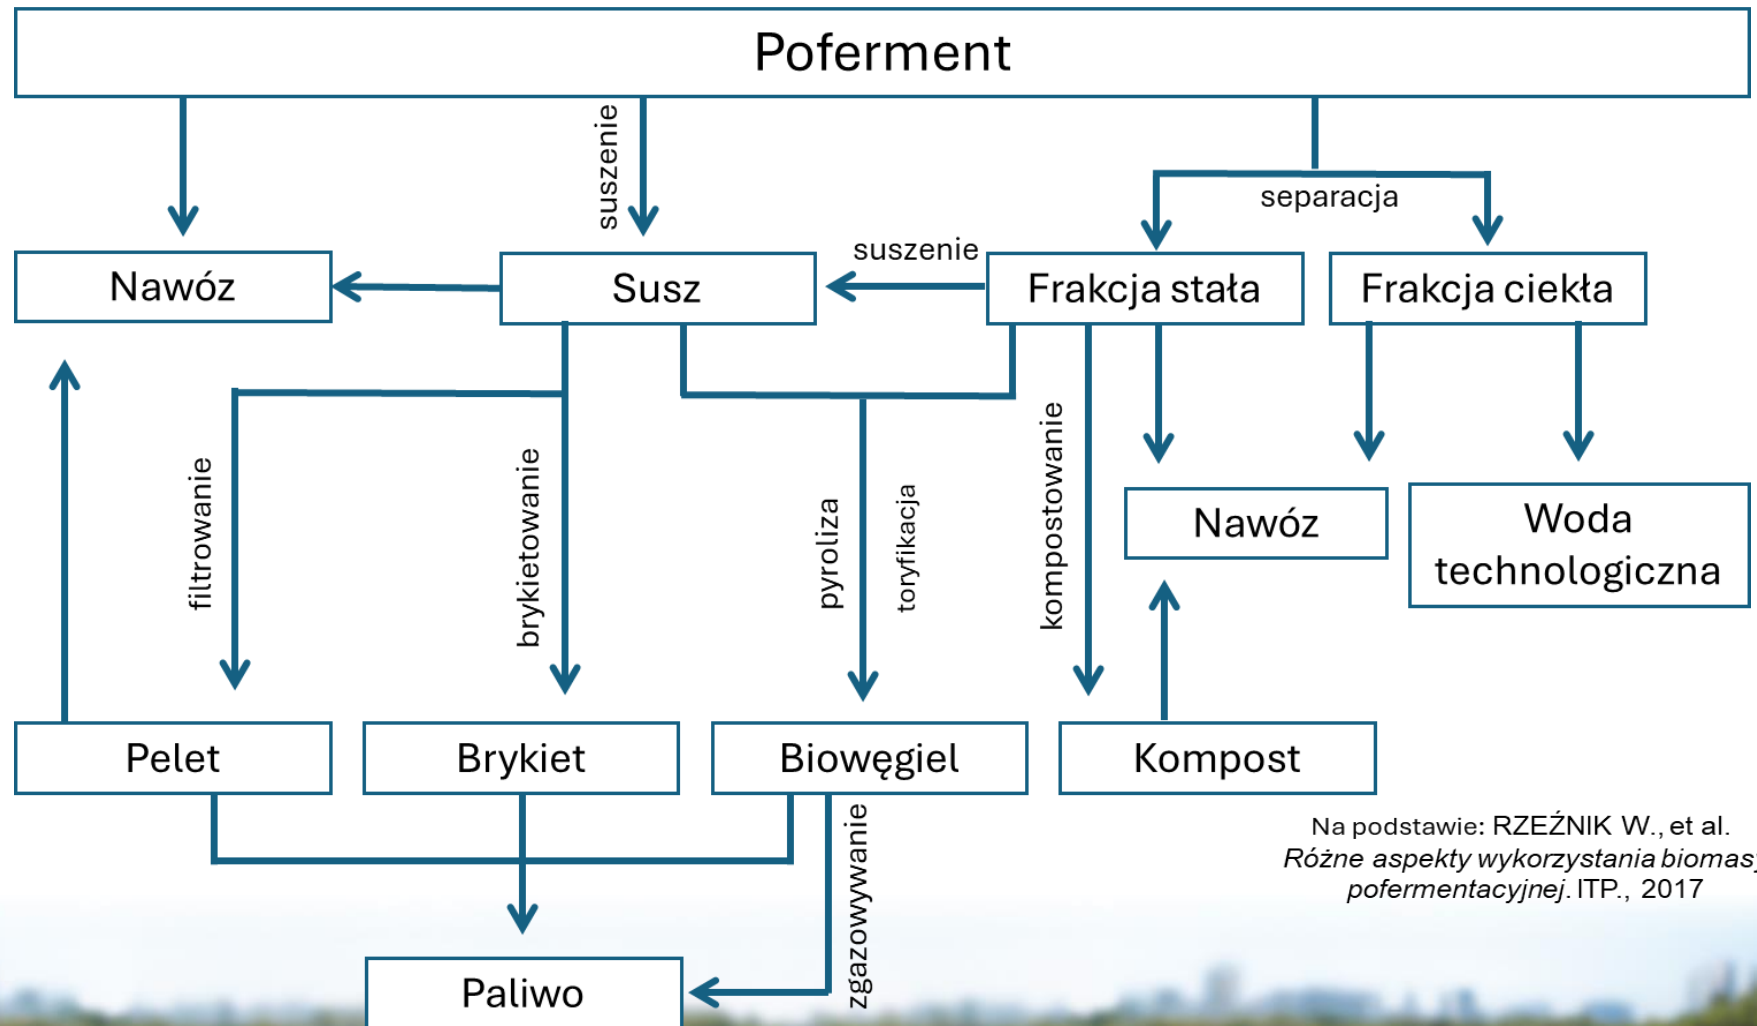 Poferment
suszenie
separacja
suszenie
Nawóz
Susz
Frakcja stała
Frakcja ciekła
filtrowanie
brykietowanie
pyroliza
toryfikacja
kompostowanie
Nawóz
Woda
technologiczna
Pelet
Brykiet
Biowęgiel
Kompost
zgazowywanie
Na podstawie: RZEŹNIK W., et al.
Różne aspekty wykorzystania biomasy
pofermentacyjnej. ITP., 2017
Paliwo